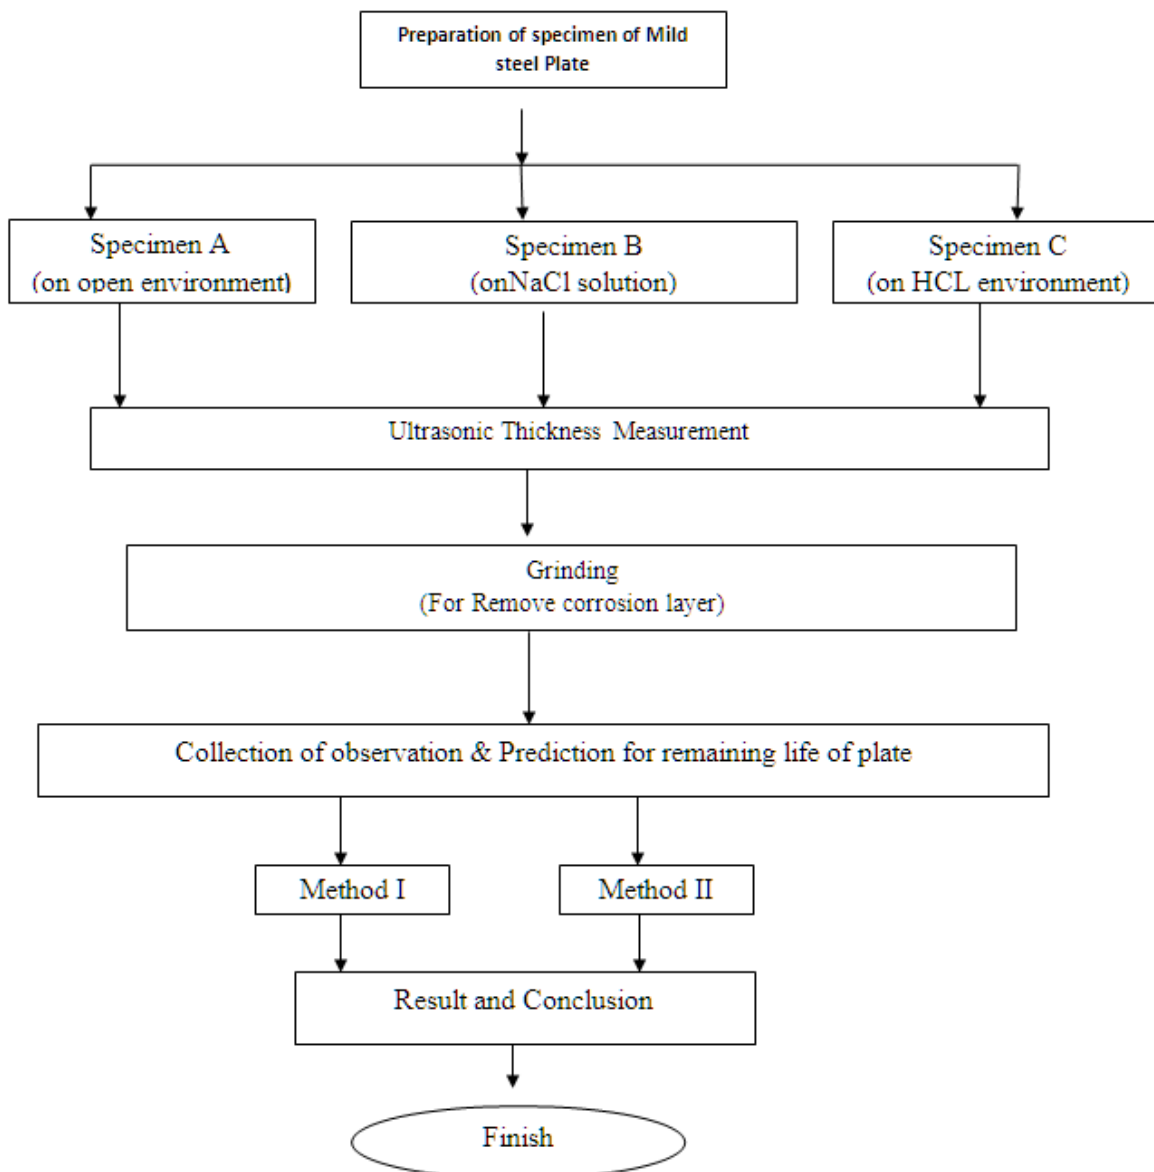 Preparation of specimen of Mild
steel Plate
Specimen A
(on open environment)
Specimen B
(onNaCl solution)
Specimen C
(on HCL environment)
Ultrasonic Thickness Measurement
Grinding
(For Remove corrosion layer)
Collection of observation & Prediction for remaining life of plate
Method I
Method II
Result and Conclusion
Finish